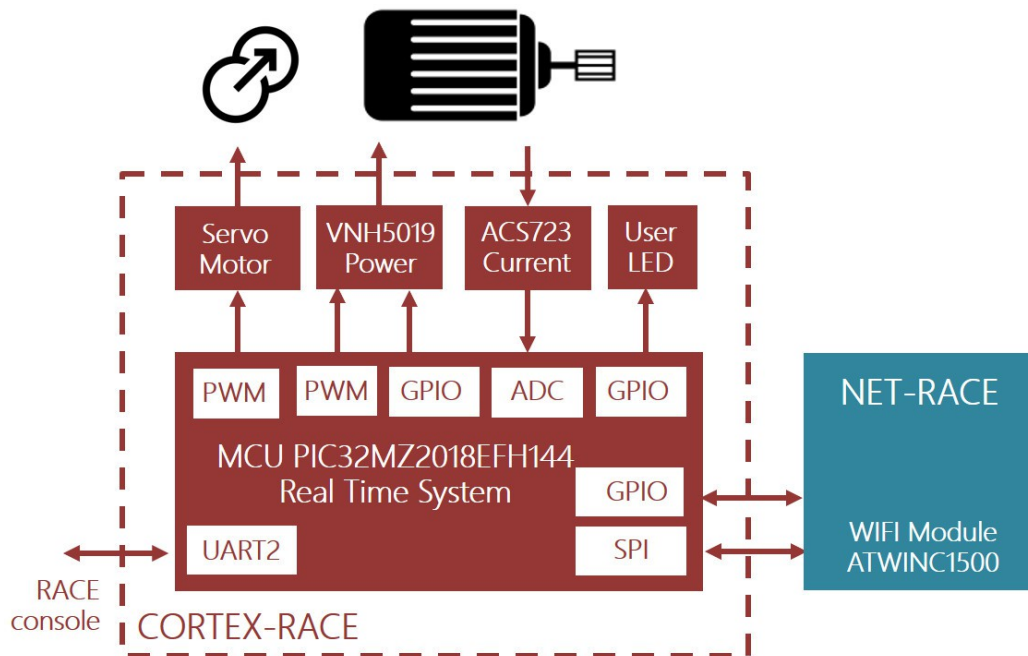 Servo
Motor
VNH5019
Power
ACS723
Current
User
LED
PWM
PWM
GPIO
ADC
GPIO
MCU PIC32MZ2018EFH144
Real Time System
GPIO
UART2
SPI
NET-RACE
WIFI Module
ATWINC1500
RACE
console
CORTEX-RACE